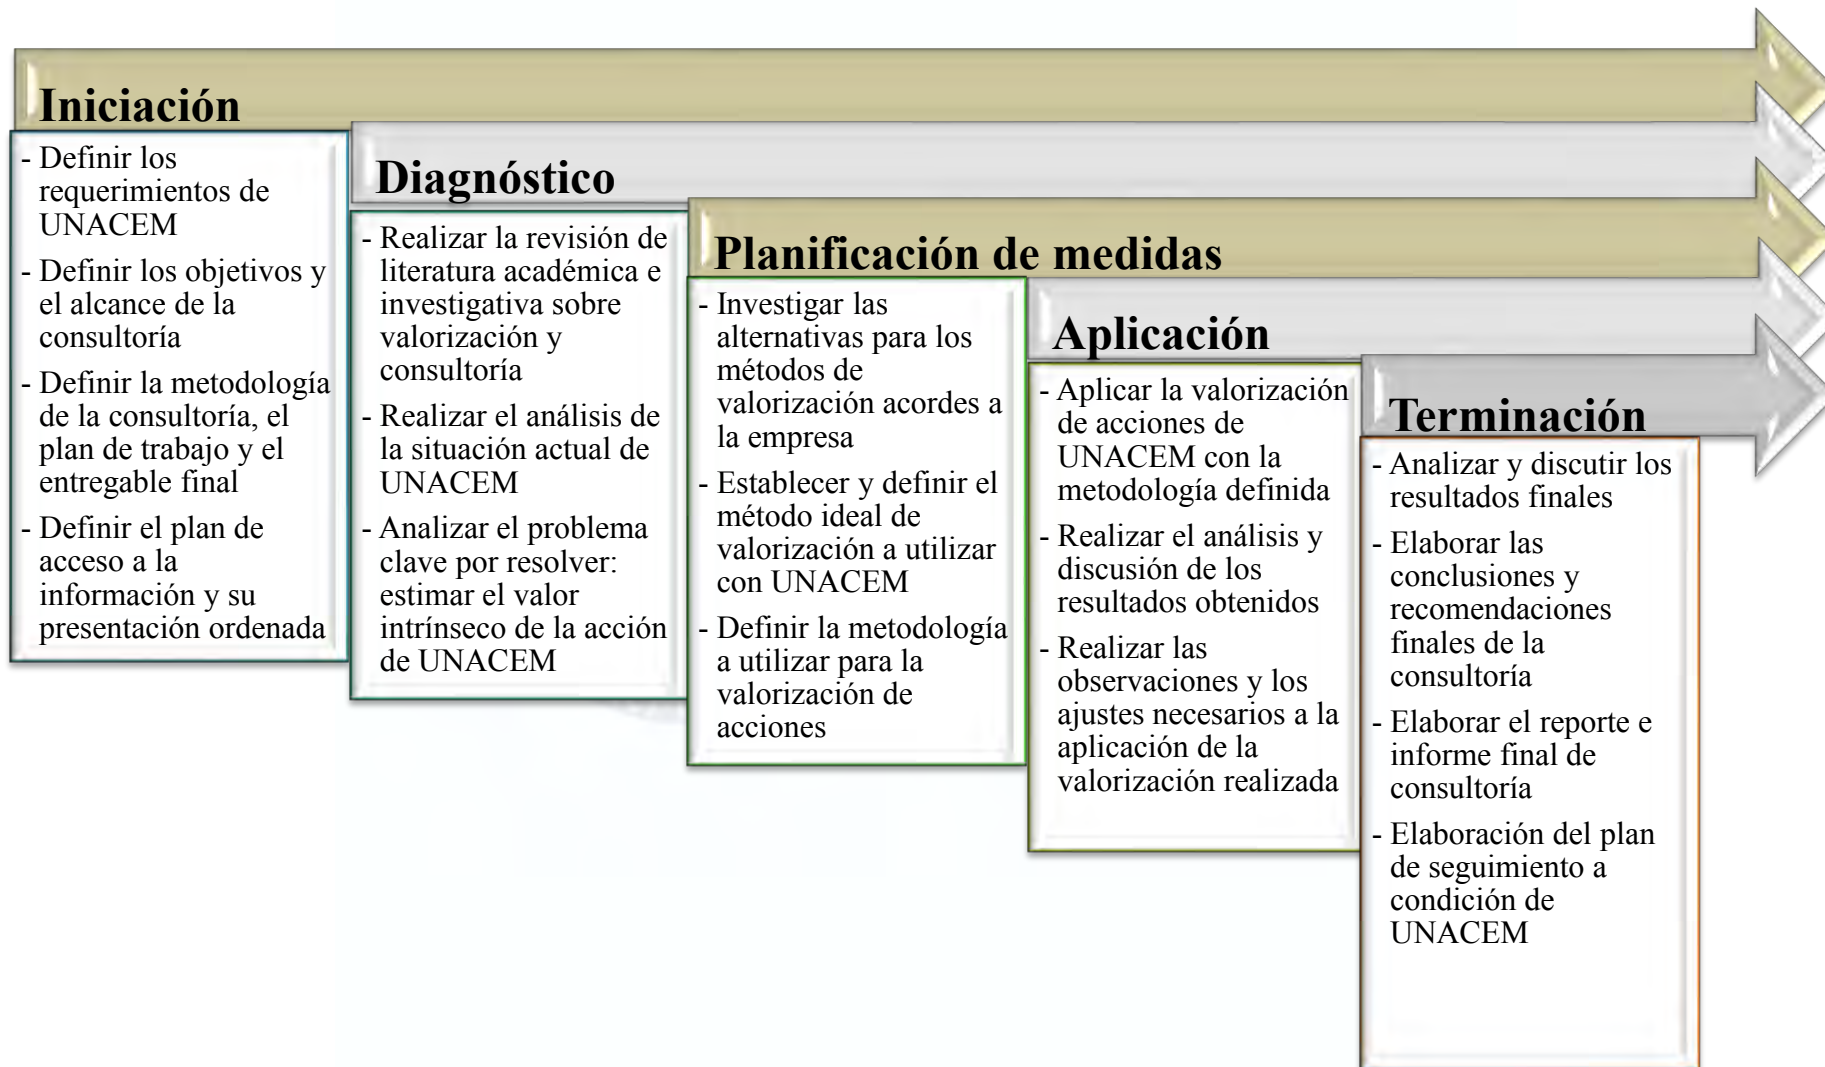 Iniciación
- Definir los
requerimientos de
UNACEM
- Definir los objetivos y
el alcance de la
consultoría
- Definir la metodología
de la consultoría, el
plan de trabajo y el
entregable final
- Definir el plan de
acceso a la
información y su
presentación ordenada
Diagnóstico
- Realizar la revisión de
literatura académica e
investigativa sobre
valorización y
consultoría
- Realizar el análisis de
la situación actual de
UNACEM
- Analizar el problema
clave por resolver:
estimar el valor
intrínseco de la acción
de UNACEM
Planificación de medidas
- Investigar las
alternativas para los
métodos de
valorización acordes a
la empresa
- Establecer y definir el
método ideal de
valorización a utilizar
con UNACEM
- Definir la metodología
a utilizar para la
valorización de
acciones
Aplicación
- Aplicar la valorización
de acciones de
UNACEM con la
metodología definida
- Realizar el análisis y
discusión de los
resultados obtenidos
- Realizar las
observaciones y los
ajustes necesarios a la
aplicación de la
valorización realizada
Terminación
- Analizar y discutir los
resultados finales
- Elaborar las
conclusiones y
recomendaciones
finales de la
consultoría
- Elaborar el reporte e
informe final de
consultoría
- Elaboración del plan
de seguimiento a
condición de
UNACEM